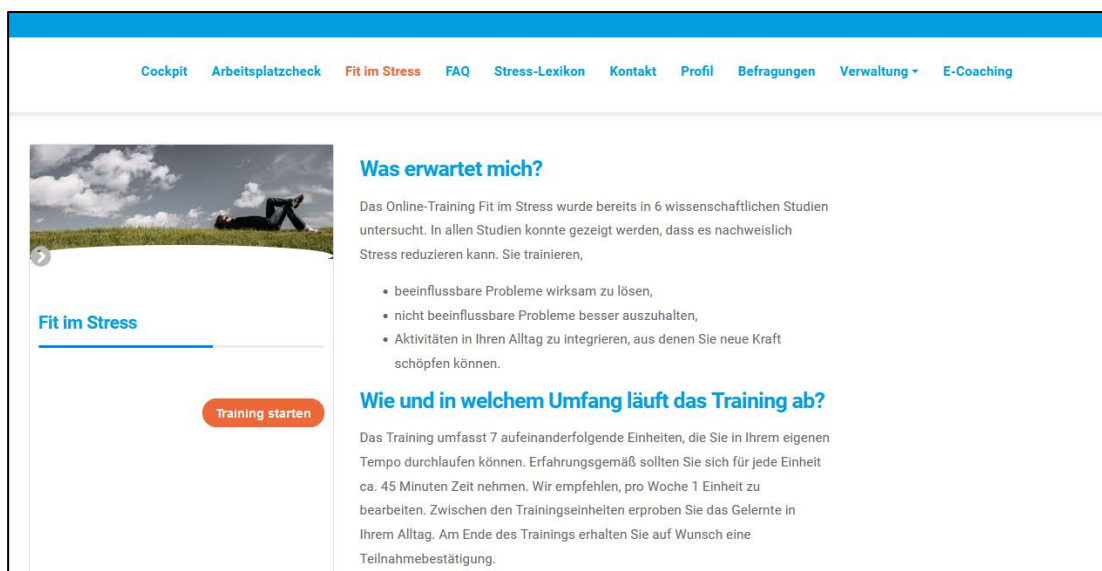 Cockpit Arbeitsplatzcheck Fit im Stress FAQ Stress-Lexikon Kontakt Profil Befragungen Verwaltung E-Coaching
Fit im Stress
Training starten
Was erwartet mich?
Das Online-Training Fit im Stress wurde bereits in 6 wissenschaftlichen Studien
untersucht. In allen Studien konnte gezeigt werden, dass es nachweislich
Stress reduzieren kann. Sie trainieren,
• beeinflussbare Probleme wirksam zu lösen,
• nicht beeinflussbare Probleme besser auszuhalten,
• Aktivitäten in Ihren Alltag zu integrieren, aus denen Sie neue Kraft
schöpfen können.
Wie und in welchem Umfang läuft das Training ab?
Das Training umfasst 7 aufeinanderfolgende Einheiten, die Sie in Ihrem eigenen
Tempo durchlaufen können. Erfahrungsgemäß sollten Sie sich für jede Einheit
ca. 45 Minuten Zeit nehmen. Wir empfehlen, pro Woche 1 Einheit zu
bearbeiten. Zwischen den Trainingseinheiten erproben Sie das Gelernte in
Ihrem Alltag. Am Ende des Trainings erhalten Sie auf Wunsch eine
Teilnahmebestätigung.